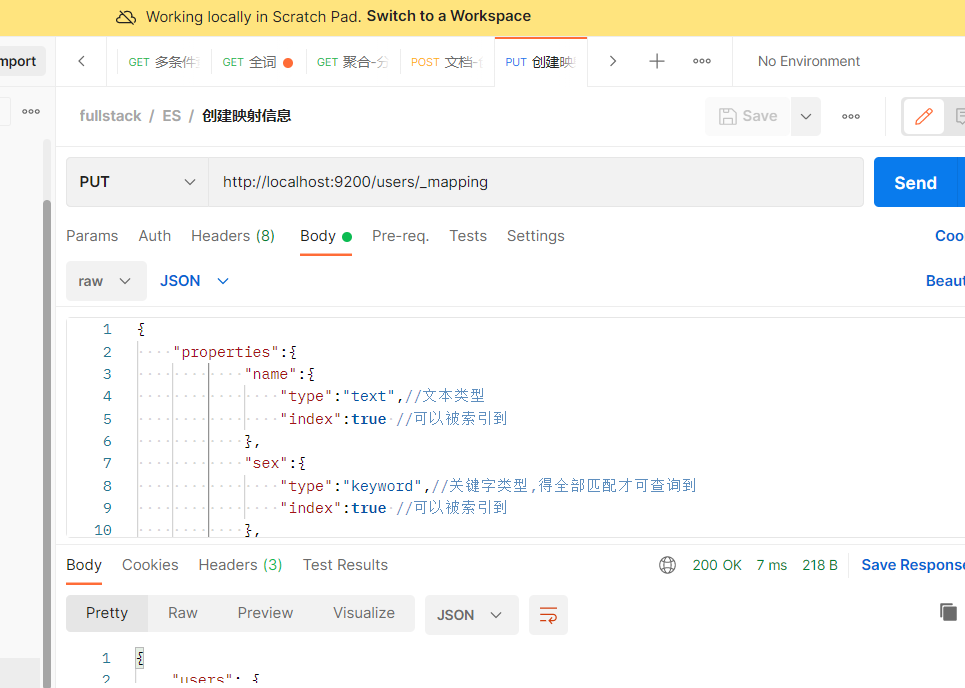 Working locally in Scratch Pad. Switch to a Workspace
mport
GET 多条件
GET 全词
GET 聚合-分
POST 文档-
PUT 创建映
No Environment
fullstack / ES / 创建映射信息
Save
PUT
http://localhost:9200/users/_mapping
Send
Params Auth Headers (8) Body Pre-req. Tests Settings
Coo
raw
JSON
Beaut
1 {
2 "properties":{
3 "name":{
4 "type":"text",//文本类型
5 "index":true //可以被索引到
6 },
7 "sex":{
8 "type":"keyword",//关键字类型,得全部匹配才可查询到
9 "index":true //可以被索引到
10 },
Body Cookies Headers (3) Test Results
200 OK 7 ms 218 B
Save Response
Pretty Raw Preview Visualize
JSON
1 {
2 "users": {